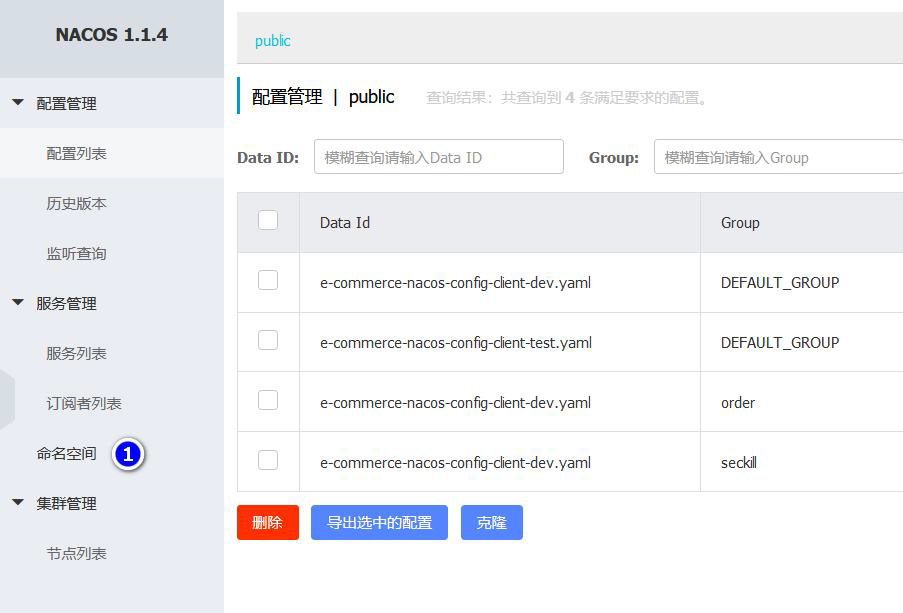 NACOS 1.1.4
配置管理
配置列表
历史版本
监听查询
服务管理
服务列表
订阅者列表
命名空间 1
集群管理
节点列表
public
配置管理 | public 查询结果：共查询到 4 条满足要求的配置。
Data ID: 模糊查询请输入Data ID Group: 模糊查询请输入Group
Data Id Group
e-commerce-nacos-config-client-dev.yaml DEFAULT_GROUP
e-commerce-nacos-config-client-test.yaml DEFAULT_GROUP
e-commerce-nacos-config-client-dev.yaml order
e-commerce-nacos-config-client-dev.yaml seckill
删除 导出选中的配置 克隆